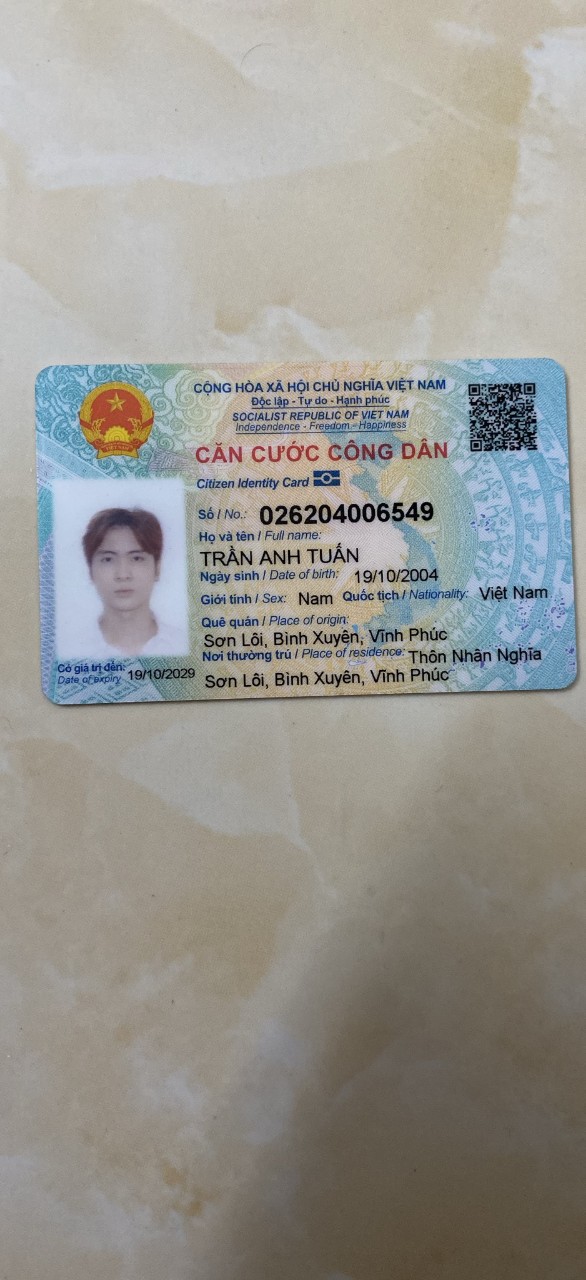 CỘNG HÒA XÃ HỘI CHỦ NGHĨA VIỆT NAM
Độc lập - Tự do - Hạnh phúc
SOCIALIST REPUBLIC OF VIET NAM
Independence - Freedom - Happiness
CĂN CƯỚC CÔNG DÂN
Citizen Identity Card
Số / No.: 026204006549
Họ và tên / Full name:
TRẦN ANH TUẤN
Ngày sinh / Date of birth: 19/10/2004
Giới tính / Sex: Nam Quốc tịch / Nationality: Việt Nam
Quê quán / Place of origin:
Sơn Lôi, Bình Xuyên, Vĩnh Phúc
Nơi thường trú / Place of residence: Thôn Nhân Nghĩa
Sơn Lôi, Bình Xuyên, Vĩnh Phúc
Có giá trị đến: 19/10/2029
Date of expiry